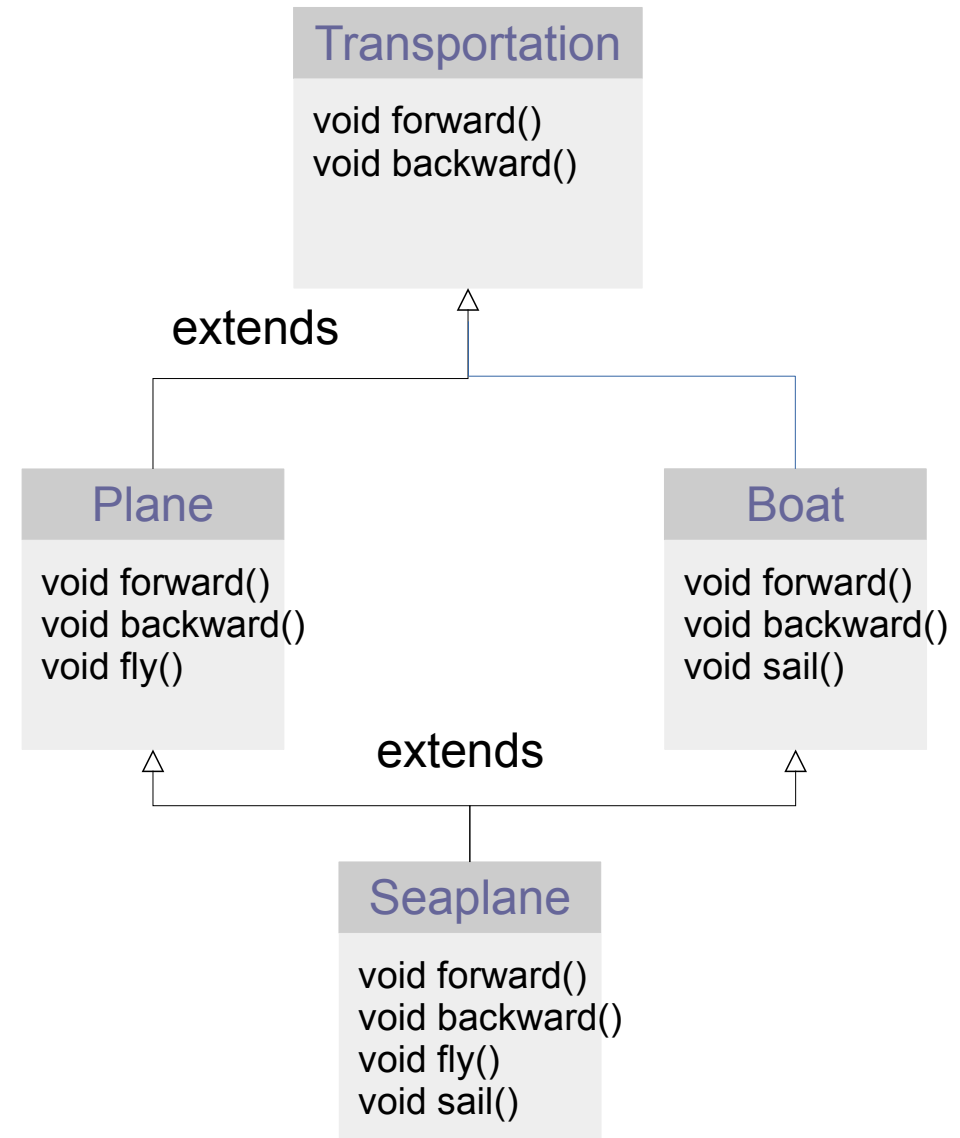 Transportation
void forward()
void backward()
extends
Plane
void forward()
void backward()
void fly()
Boat
void forward()
void backward()
void sail()
extends
Seaplane
void forward()
void backward()
void fly()
void sail()